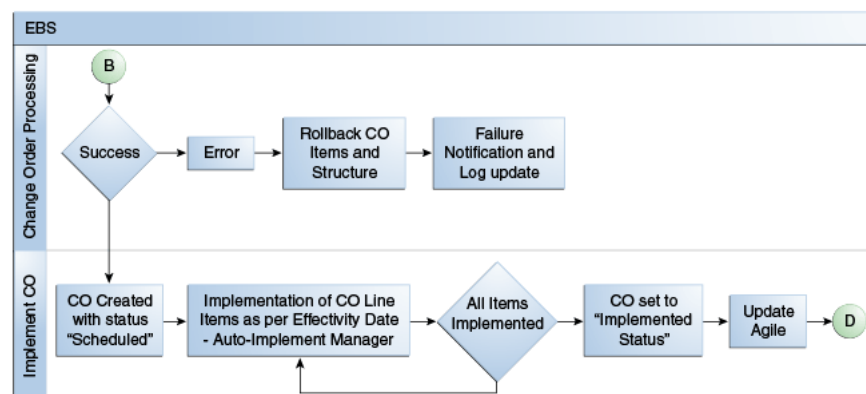 EBS
Change Order Processing
B
Success
Error
Rollback CO
Items and
Structure
Failure
Notification and
Log update
Implement CO
CO Created
with status
“Scheduled”
Implementation of CO Line
Items as per Effectivity Date
- Auto-Implement Manager
All Items
Implemented
CO set to
“Implemented
Status”
Update
Agile
D